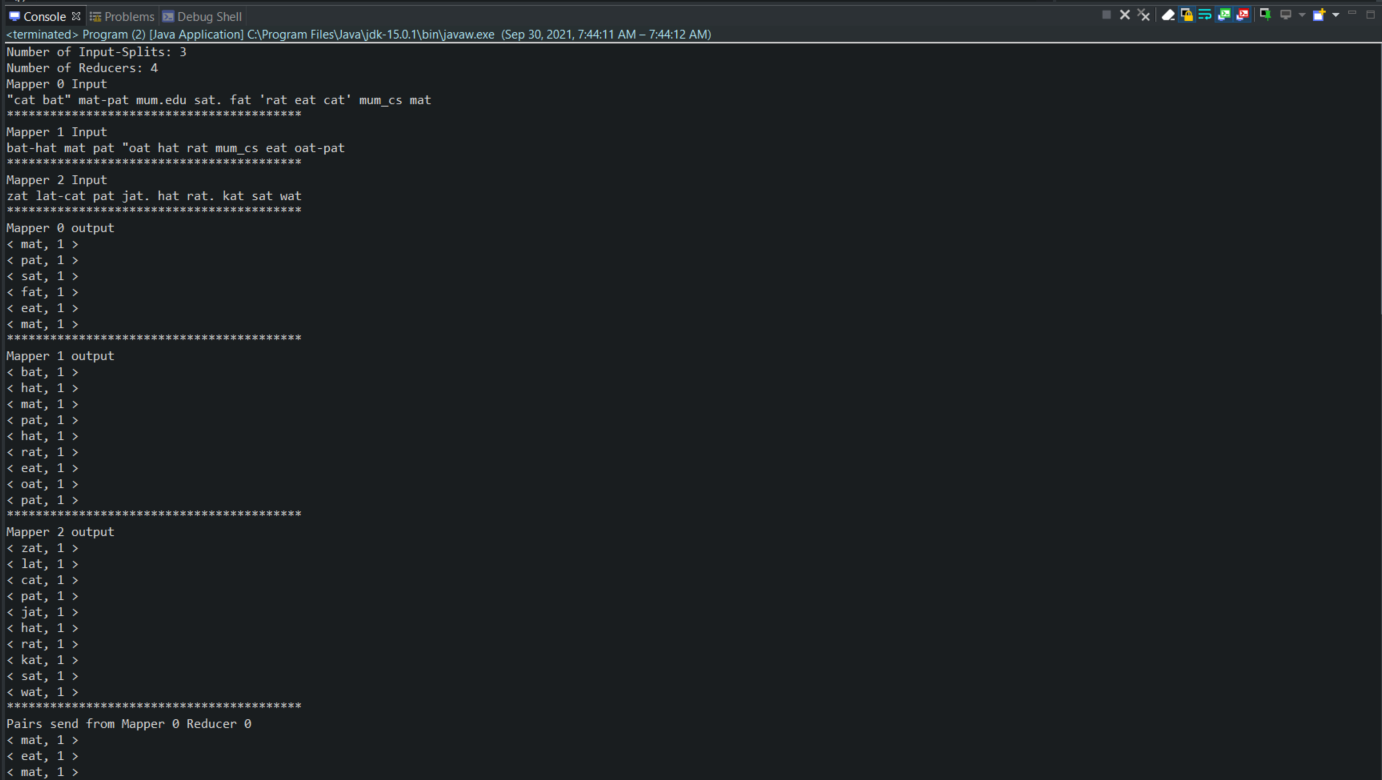 Console Problems Debug Shell
<terminated> Program (2) [Java Application] C:\Program Files\Java\jdk-15.0.1\bin\javaw.exe (Sep 30, 2021, 7:44:11 AM – 7:44:12 AM)
Number of Input-Splits: 3
Number of Reducers: 4
Mapper 0 Input
"cat bat" mat-pat mum.edu sat. fat 'rat eat cat' mum_cs mat
*****************************************
Mapper 1 Input
bat-hat mat pat "oat hat rat mum_cs eat oat-pat
*****************************************
Mapper 2 Input
zat lat-cat pat jat. hat rat. kat sat wat
*****************************************
Mapper 0 output
< mat, 1 >
< pat, 1 >
< sat, 1 >
< fat, 1 >
< eat, 1 >
< mat, 1 >
*****************************************
Mapper 1 output
< bat, 1 >
< hat, 1 >
< mat, 1 >
< pat, 1 >
< hat, 1 >
< rat, 1 >
< eat, 1 >
< oat, 1 >
< pat, 1 >
*****************************************
Mapper 2 output
< zat, 1 >
< lat, 1 >
< cat, 1 >
< pat, 1 >
< jat, 1 >
< hat, 1 >
< rat, 1 >
< kat, 1 >
< sat, 1 >
< wat, 1 >
*****************************************
Pairs send from Mapper 0 Reducer 0
< mat, 1 >
< eat, 1 >
< mat, 1 >